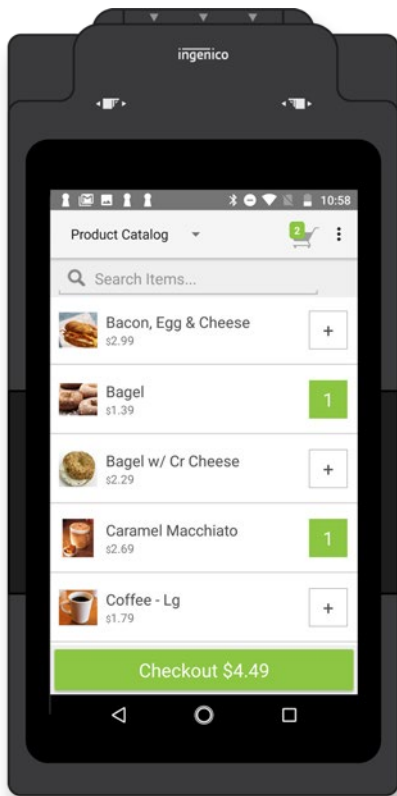 ingenico
10:58
Product Catalog
2
Search Items...
Bacon, Egg & Cheese
$2.99
+
Bagel
$1.39
1
Bagel w/ Cr Cheese
$2.29
+
Caramel Macchiato
$2.69
1
Coffee - Lg
$1.79
+
Checkout $4.49